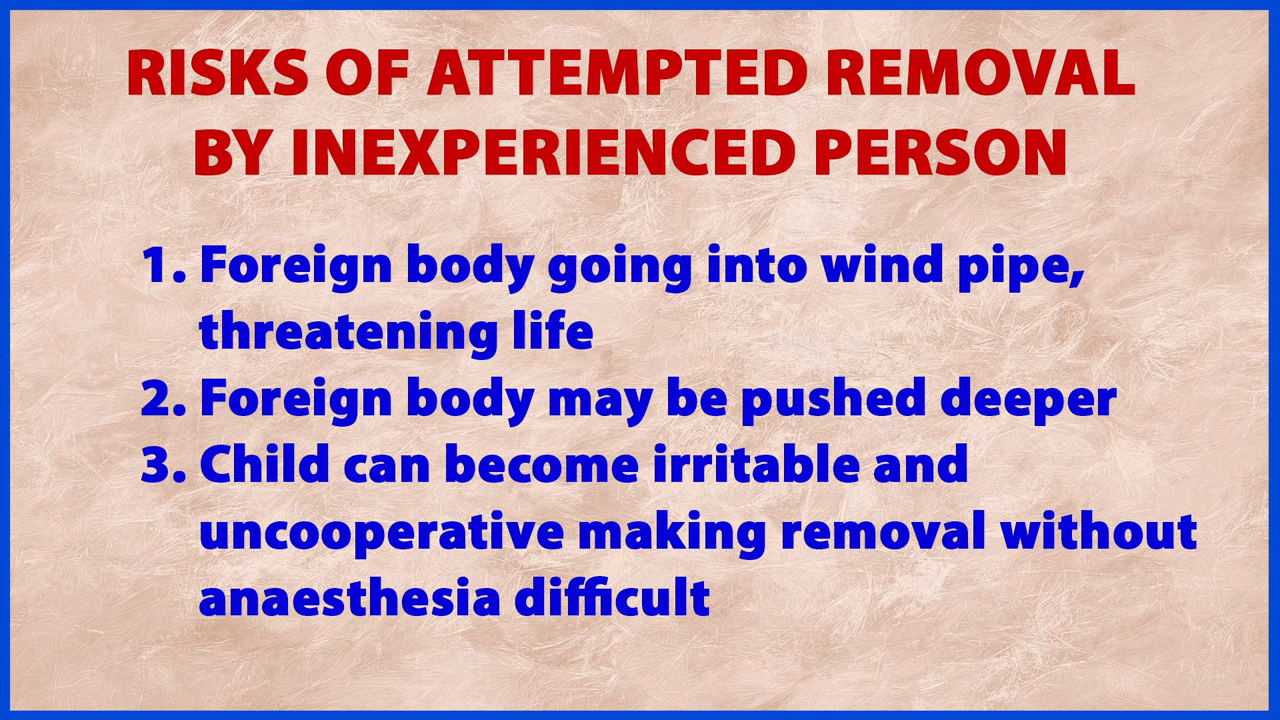 RISKS OF ATTEMPTED REMOVAL
BY INEXPERIENCED PERSON
1. Foreign body going into wind pipe,
threatening life
2. Foreign body may be pushed deeper
3. Child can become irritable and
uncooperative making removal without
anaesthesia difficult